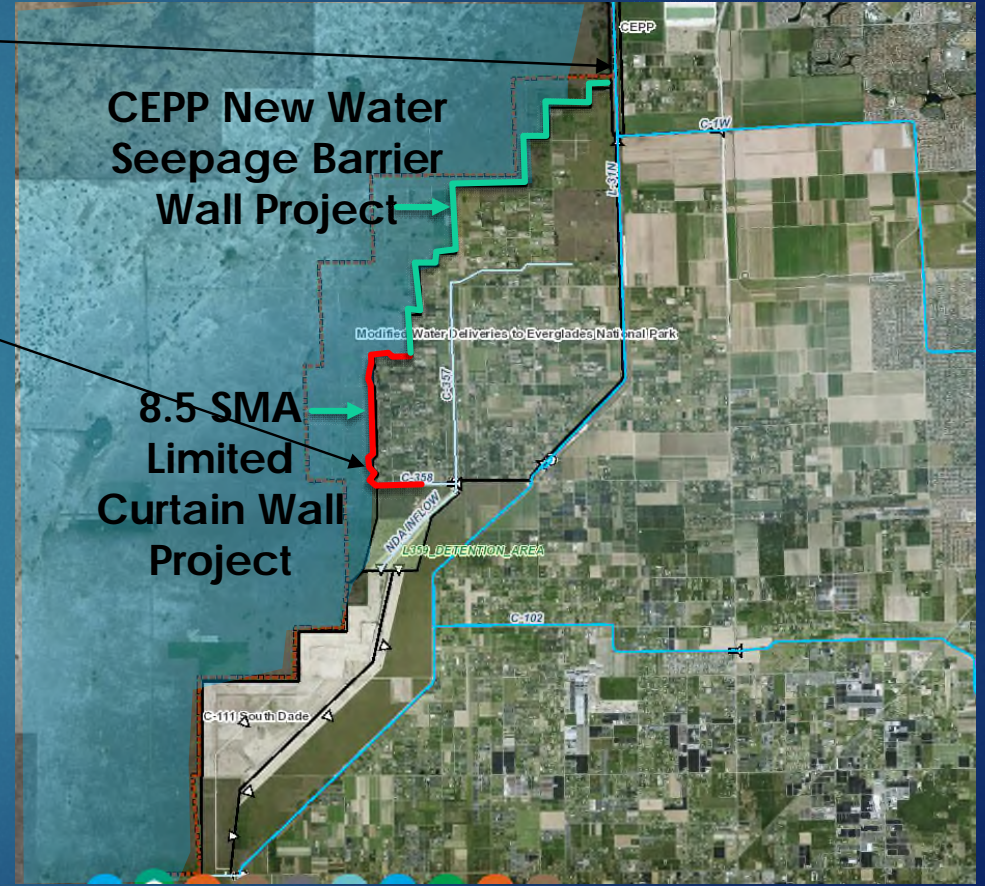 CEPP
CEPP New Water
Seepage Barrier
Wall Project
C-1W
L-31N
Modified Water Deliveries to Everglades National Park
C-357
8.5 SMA
Limited
Curtain Wall
Project
C-358
NDA INFLOW
L359_DETENTION_AREA
C-102
C-111 South Dade